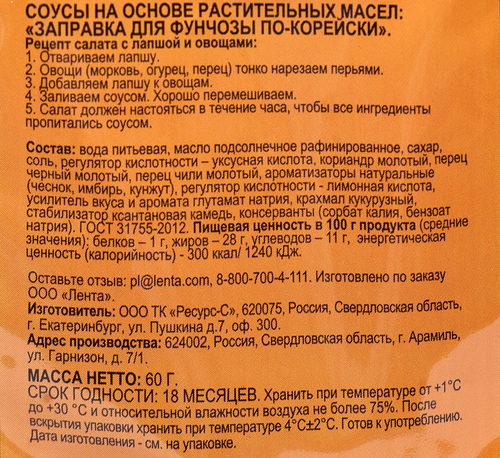 СОУСЫ НА ОСНОВЕ РАСТИТЕЛЬНЫХ МАСЕЛ:
«ЗАПРАВКА ДЛЯ ФУНЧОЗЫ ПО-КОРЕЙСКИ».
Рецепт салата с лапшой и овощами:
1. Отвариваем лапшу.
2. Овощи (морковь, огурец, перец) тонко нарезаем перьями.
3. Добавляем лапшу к овощам.
4. Заливаем соусом. Хорошо перемешиваем.
5. Салат должен настояться в течение часа, чтобы все ингредиенты
пропитались соусом.
Состав: вода питьевая, масло подсолнечное рафинированное, сахар,
соль, регулятор кислотности – уксусная кислота, кориандр молотый, перец
черный молотый, перец чили молотый, ароматизаторы натуральные
(чеснок, имбирь, кунжут), регулятор кислотности - лимонная кислота,
усилитель вкуса и аромата глутамат натрия, крахмал кукурузный,
стабилизатор ксантановая камедь, консерванты (сорбат калия, бензоат
натрия). ГОСТ 31755-2012. Пищевая ценность в 100 г продукта (средние
значения): белков – 1 г, жиров – 28 г, углеводов – 11 г, энергетическая
ценность (калорийность) - 300 ккал/ 1240 кДж.
Оставьте отзыв: pl@lenta.com, 8-800-700-4-111. Изготовлено по заказу
ООО «Лента».
Изготовитель: ООО ТК «Ресурс-С», 620075, Россия, Свердловская область,
г. Екатеринбург, ул. Пушкина д.7, оф. 300.
Адрес производства: 624002, Россия, Свердловская область, г. Арамиль,
ул. Гарнизон, д. 7/1.
МАССА НЕТТО: 60 Г.
СРОК ГОДНОСТИ: 18 МЕСЯЦЕВ. Хранить при температуре от +1°С
до +30 °С и относительной влажности воздуха не более 75%. После
вскрытия упаковки хранить при температуре 4°С±2°С. Готов к употреблению.
Дата изготовления - см. на упаковке.